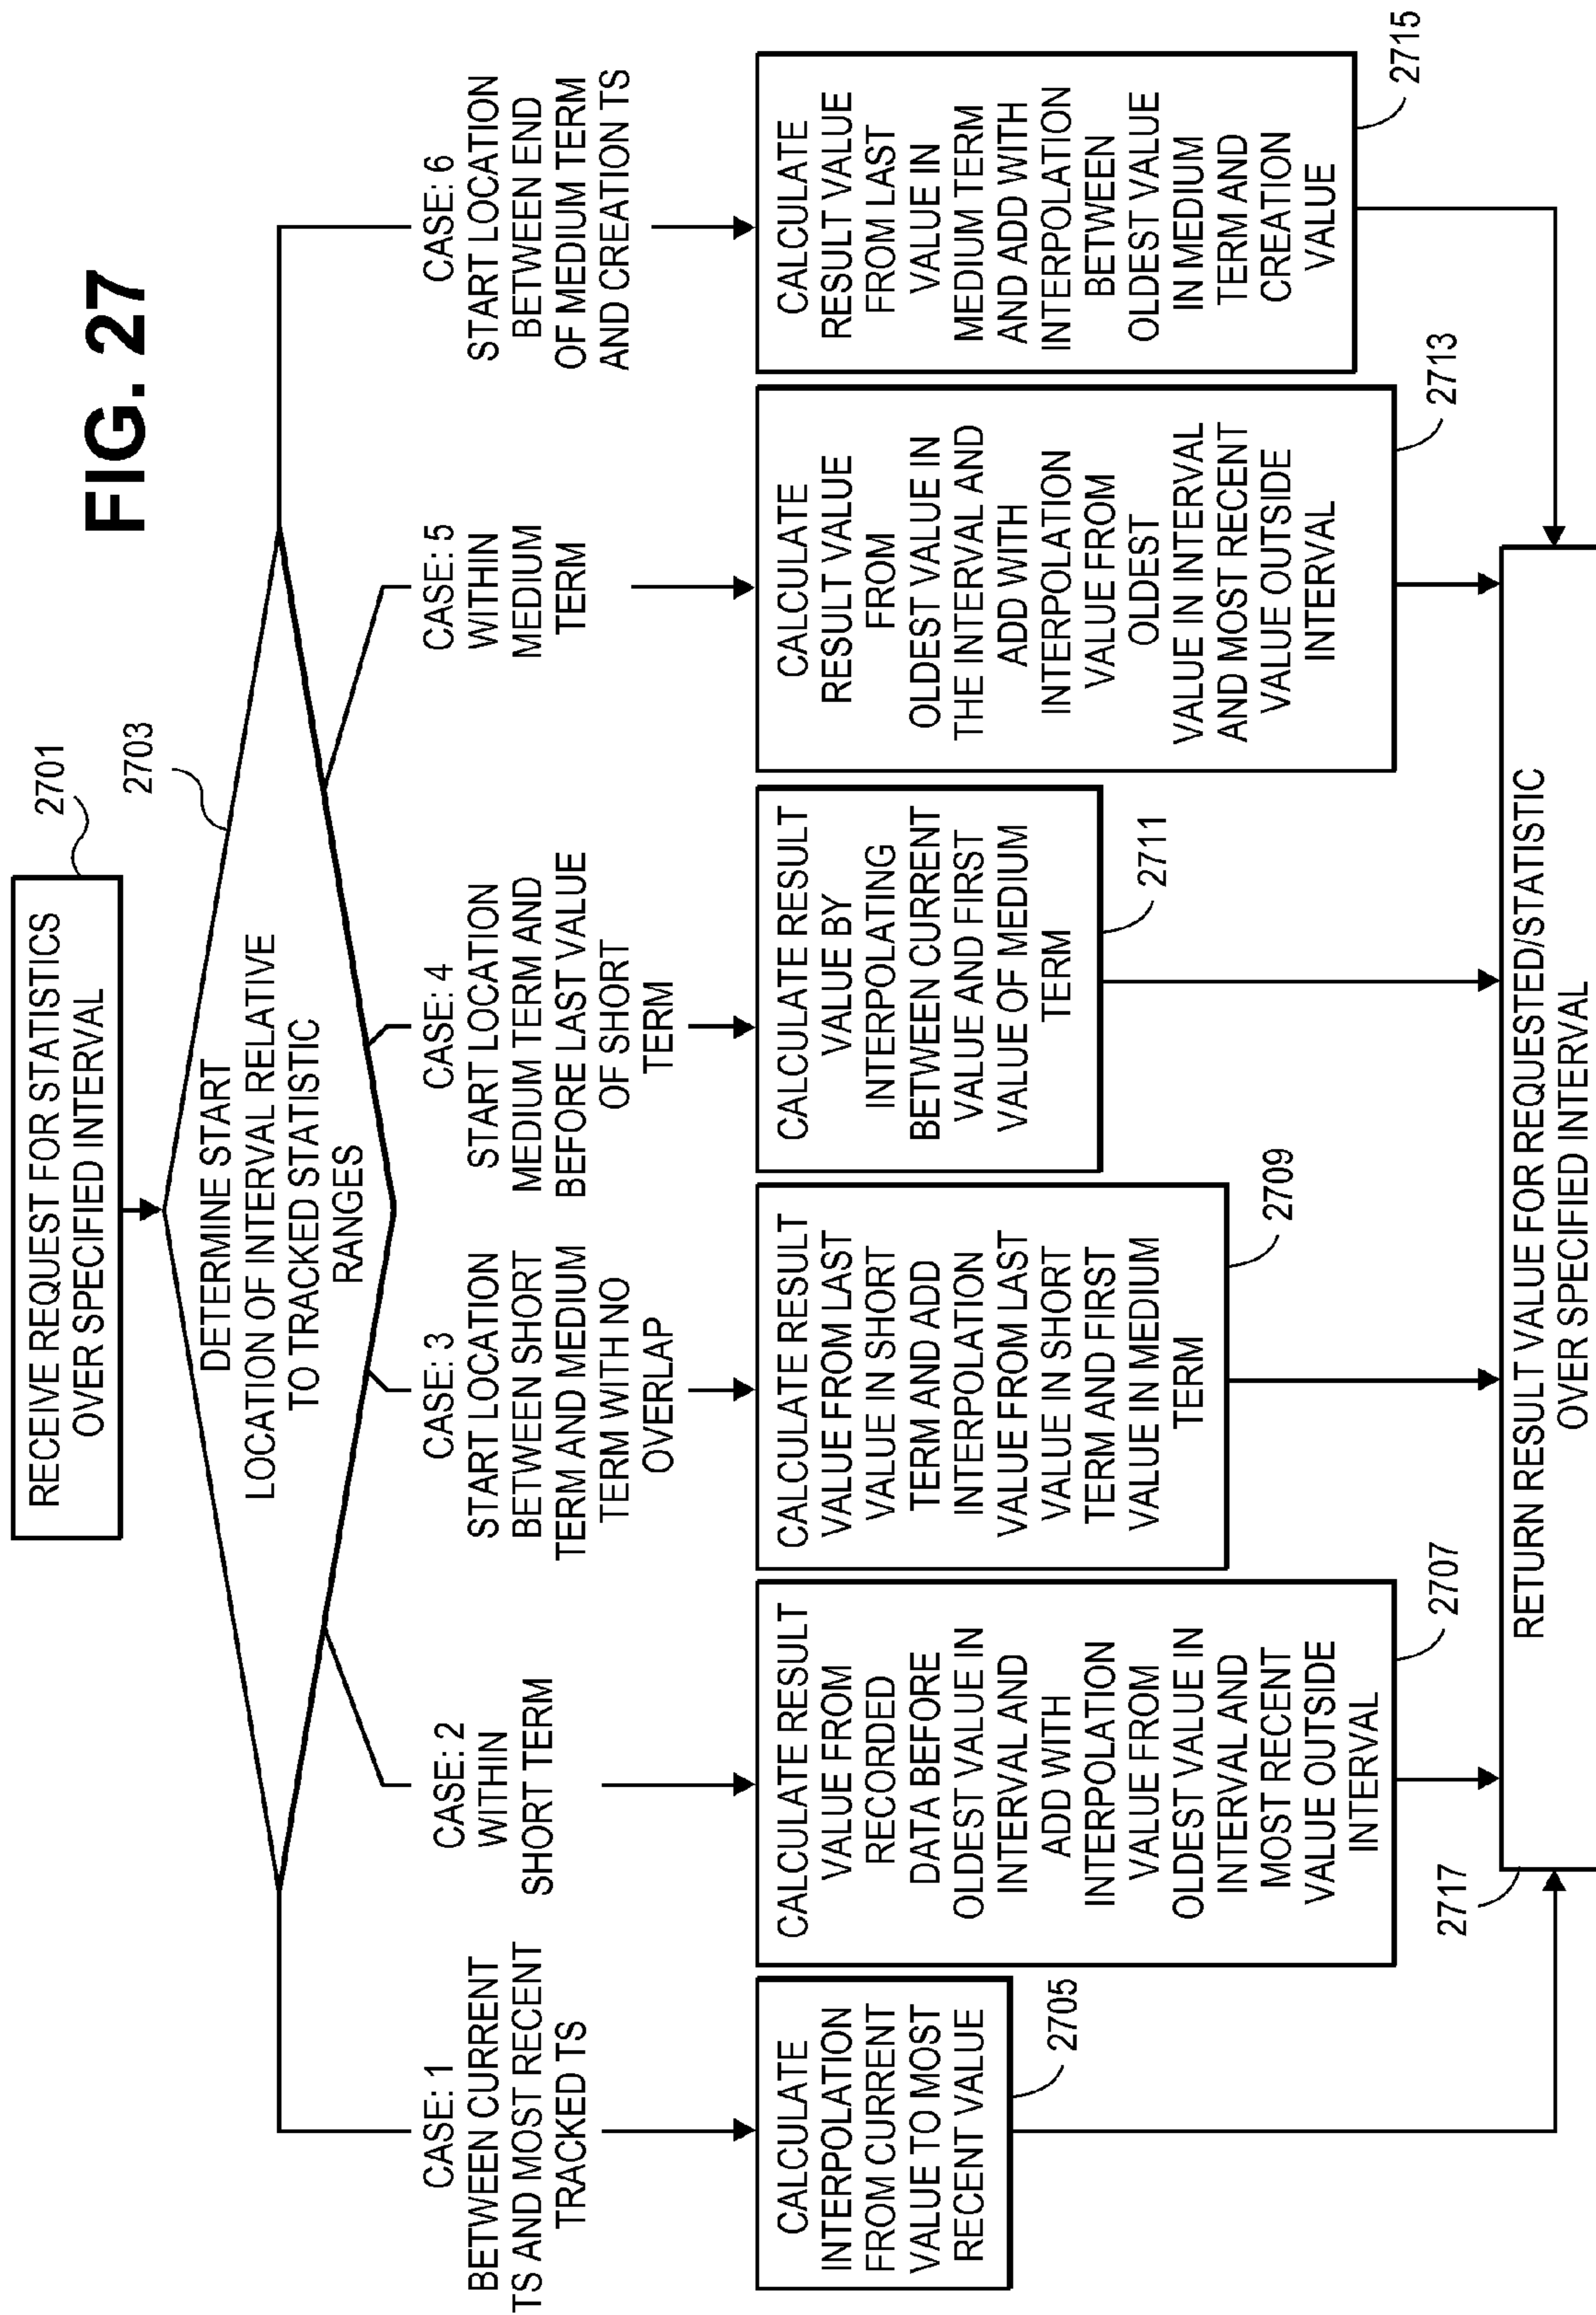 FIG. 27
2701
RECEIVE REQUEST FOR STATISTICS
OVER SPECIFIED INTERVAL
2703
DETERMINE START
LOCATION OF INTERVAL RELATIVE
TO TRACKED STATISTIC
RANGES
CASE: 1
BETWEEN CURRENT
TS AND MOST RECENT
TRACKED TS
CASE: 2
WITHIN
SHORT TERM
CASE: 3
START LOCATION
BETWEEN SHORT
TERM AND MEDIUM
TERM WITH NO
OVERLAP
CASE: 4
START LOCATION
MEDIUM TERM AND
BEFORE LAST VALUE
OF SHORT
TERM
CASE: 5
WITHIN
MEDIUM
TERM
CASE: 6
START LOCATION
BETWEEN END
OF MEDIUM TERM
AND CREATION TS
CALCULATE
INTERPOLATION
FROM CURRENT
VALUE TO MOST
RECENT VALUE
2705
CALCULATE RESULT
VALUE FROM
RECORDED
DATA BEFORE
OLDEST VALUE IN
INTERVAL AND
ADD WITH
INTERPOLATION
VALUE FROM
OLDEST VALUE IN
INTERVAL AND
MOST RECENT
VALUE OUTSIDE
INTERVAL
2707
CALCULATE RESULT
VALUE FROM LAST
VALUE IN SHORT
TERM AND ADD
INTERPOLATION
VALUE FROM LAST
VALUE IN SHORT
TERM AND FIRST
VALUE IN MEDIUM
TERM
2709
CALCULATE RESULT
VALUE BY
INTERPOLATING
BETWEEN CURRENT
VALUE AND FIRST
VALUE OF MEDIUM
TERM
2711
CALCULATE
RESULT VALUE
FROM
OLDEST VALUE IN
THE INTERVAL AND
ADD WITH
INTERPOLATION
VALUE FROM
OLDEST
VALUE IN INTERVAL
AND MOST RECENT
VALUE OUTSIDE
INTERVAL
2713
CALCULATE
RESULT VALUE
FROM LAST
VALUE IN
MEDIUM TERM
AND ADD WITH
INTERPOLATION
BETWEEN
OLDEST VALUE
IN MEDIUM
TERM AND
CREATION
VALUE
2715
2717
RETURN RESULT VALUE FOR REQUESTED/STATISTIC
OVER SPECIFIED INTERVAL